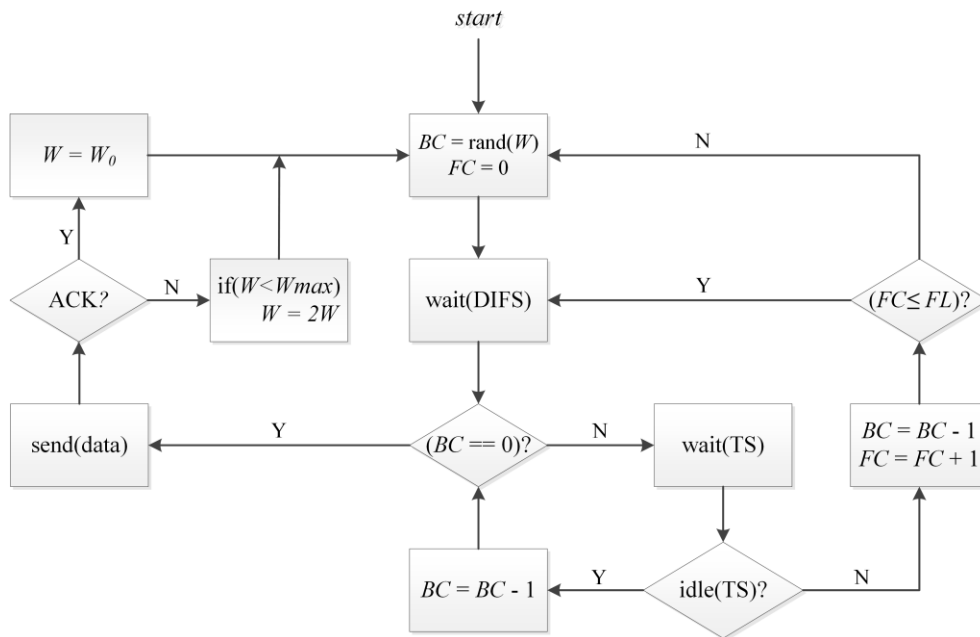 start
W = W₀
BC = rand(W)
FC = 0
N
Y
ACK?
N
if(W<Wmax)
W = 2W
wait(DIFS)
Y
(FC≤ FL)?
send(data)
Y
(BC == 0)?
N
wait(TS)
BC = BC - 1
FC = FC + 1
BC = BC - 1
Y
idle(TS)?
N